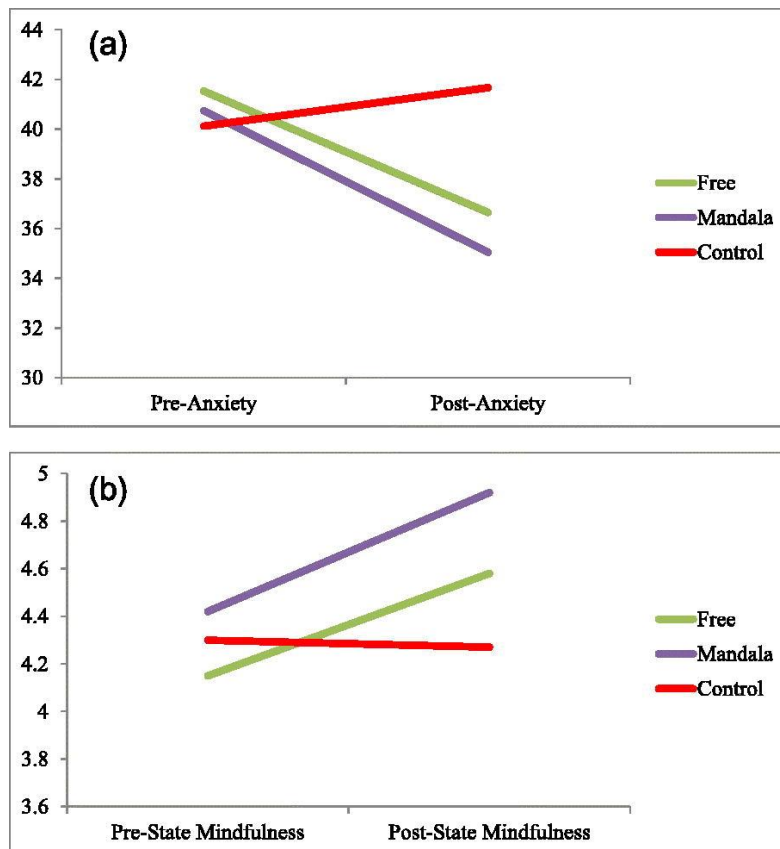 (a)
44
42
40
38
36
34
32
30
Pre-Anxiety Post-Anxiety
Free
Mandala
Control
(b)
5
4.8
4.6
4.4
4.2
4
3.8
3.6
Pre-State Mindfulness Post-State Mindfulness
Free
Mandala
Control